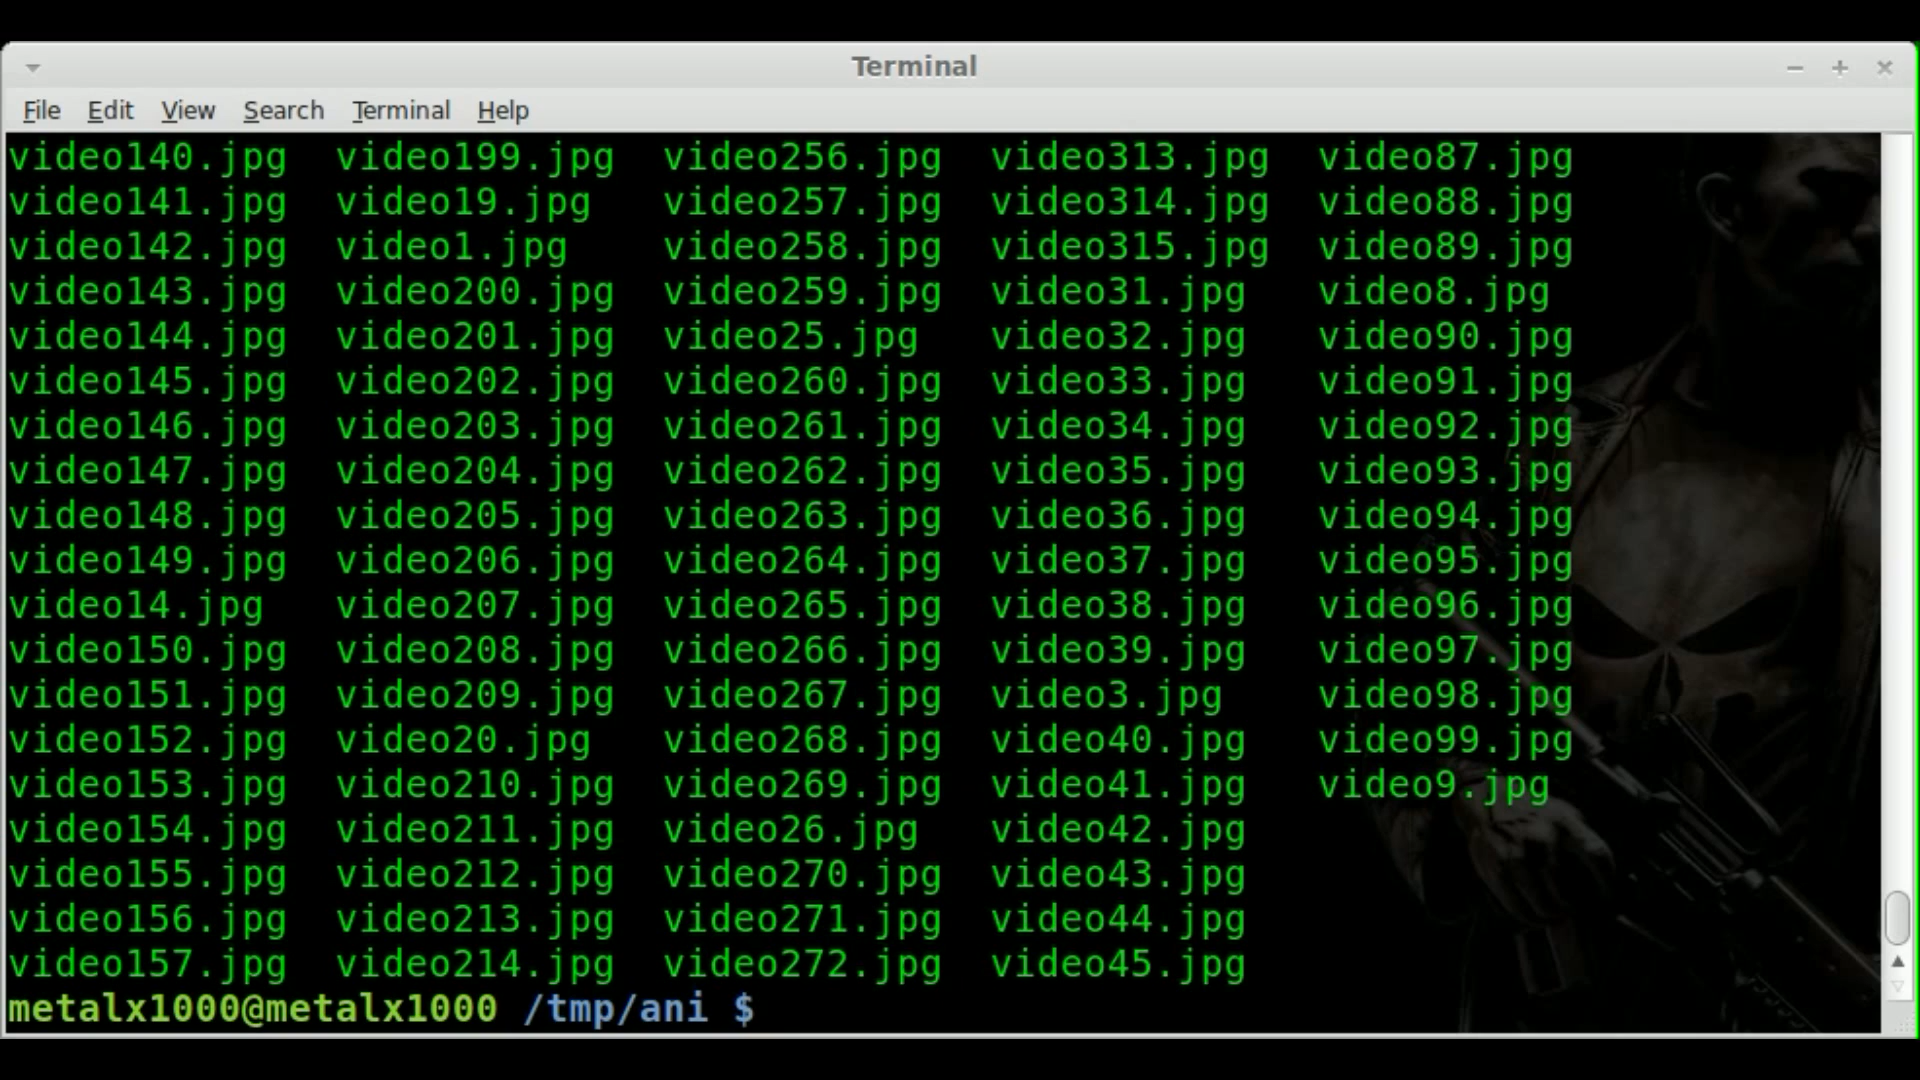 Terminal
File Edit View Search Terminal Help
video140.jpg video199.jpg video256.jpg video313.jpg video87.jpg
video141.jpg video19.jpg video257.jpg video314.jpg video88.jpg
video142.jpg video1.jpg video258.jpg video315.jpg video89.jpg
video143.jpg video200.jpg video259.jpg video31.jpg video8.jpg
video144.jpg video201.jpg video25.jpg video32.jpg video90.jpg
video145.jpg video202.jpg video260.jpg video33.jpg video91.jpg
video146.jpg video203.jpg video261.jpg video34.jpg video92.jpg
video147.jpg video204.jpg video262.jpg video35.jpg video93.jpg
video148.jpg video205.jpg video263.jpg video36.jpg video94.jpg
video149.jpg video206.jpg video264.jpg video37.jpg video95.jpg
video14.jpg video207.jpg video265.jpg video38.jpg video96.jpg
video150.jpg video208.jpg video266.jpg video39.jpg video97.jpg
video151.jpg video209.jpg video267.jpg video3.jpg video98.jpg
video152.jpg video20.jpg video268.jpg video40.jpg video99.jpg
video153.jpg video210.jpg video269.jpg video41.jpg video9.jpg
video154.jpg video211.jpg video26.jpg video42.jpg
video155.jpg video212.jpg video270.jpg video43.jpg
video156.jpg video213.jpg video271.jpg video44.jpg
video157.jpg video214.jpg video272.jpg video45.jpg
metalx1000@metalx1000 /tmp/ani $